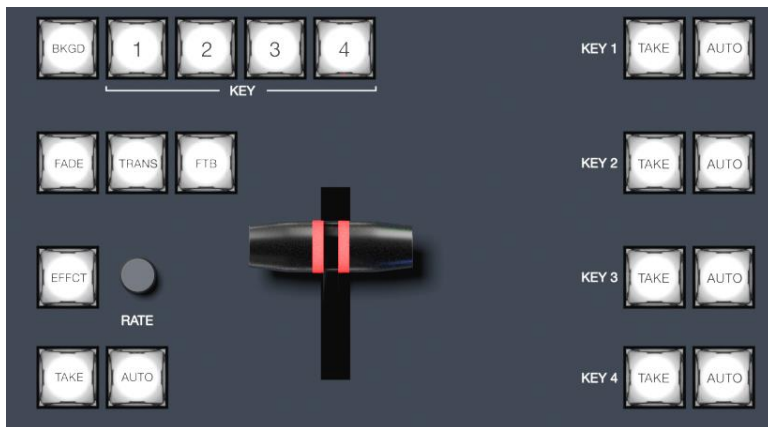 BKGD 1 2 3 4
KEY
KEY 1 TAKE AUTO
FADE TRANS FTB
KEY 2 TAKE AUTO
EFFCT
RATE
KEY 3 TAKE AUTO
TAKE AUTO
KEY 4 TAKE AUTO